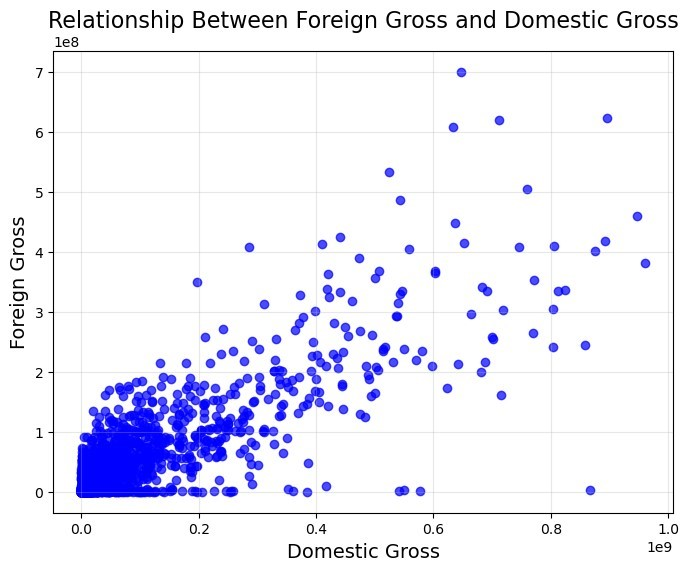 Relationship Between Foreign Gross and Domestic Gross
1e8
7
6
5
4
3
2
1
0
Foreign Gross
0.0 0.2 0.4 0.6 0.8 1.0
1e9
Domestic Gross